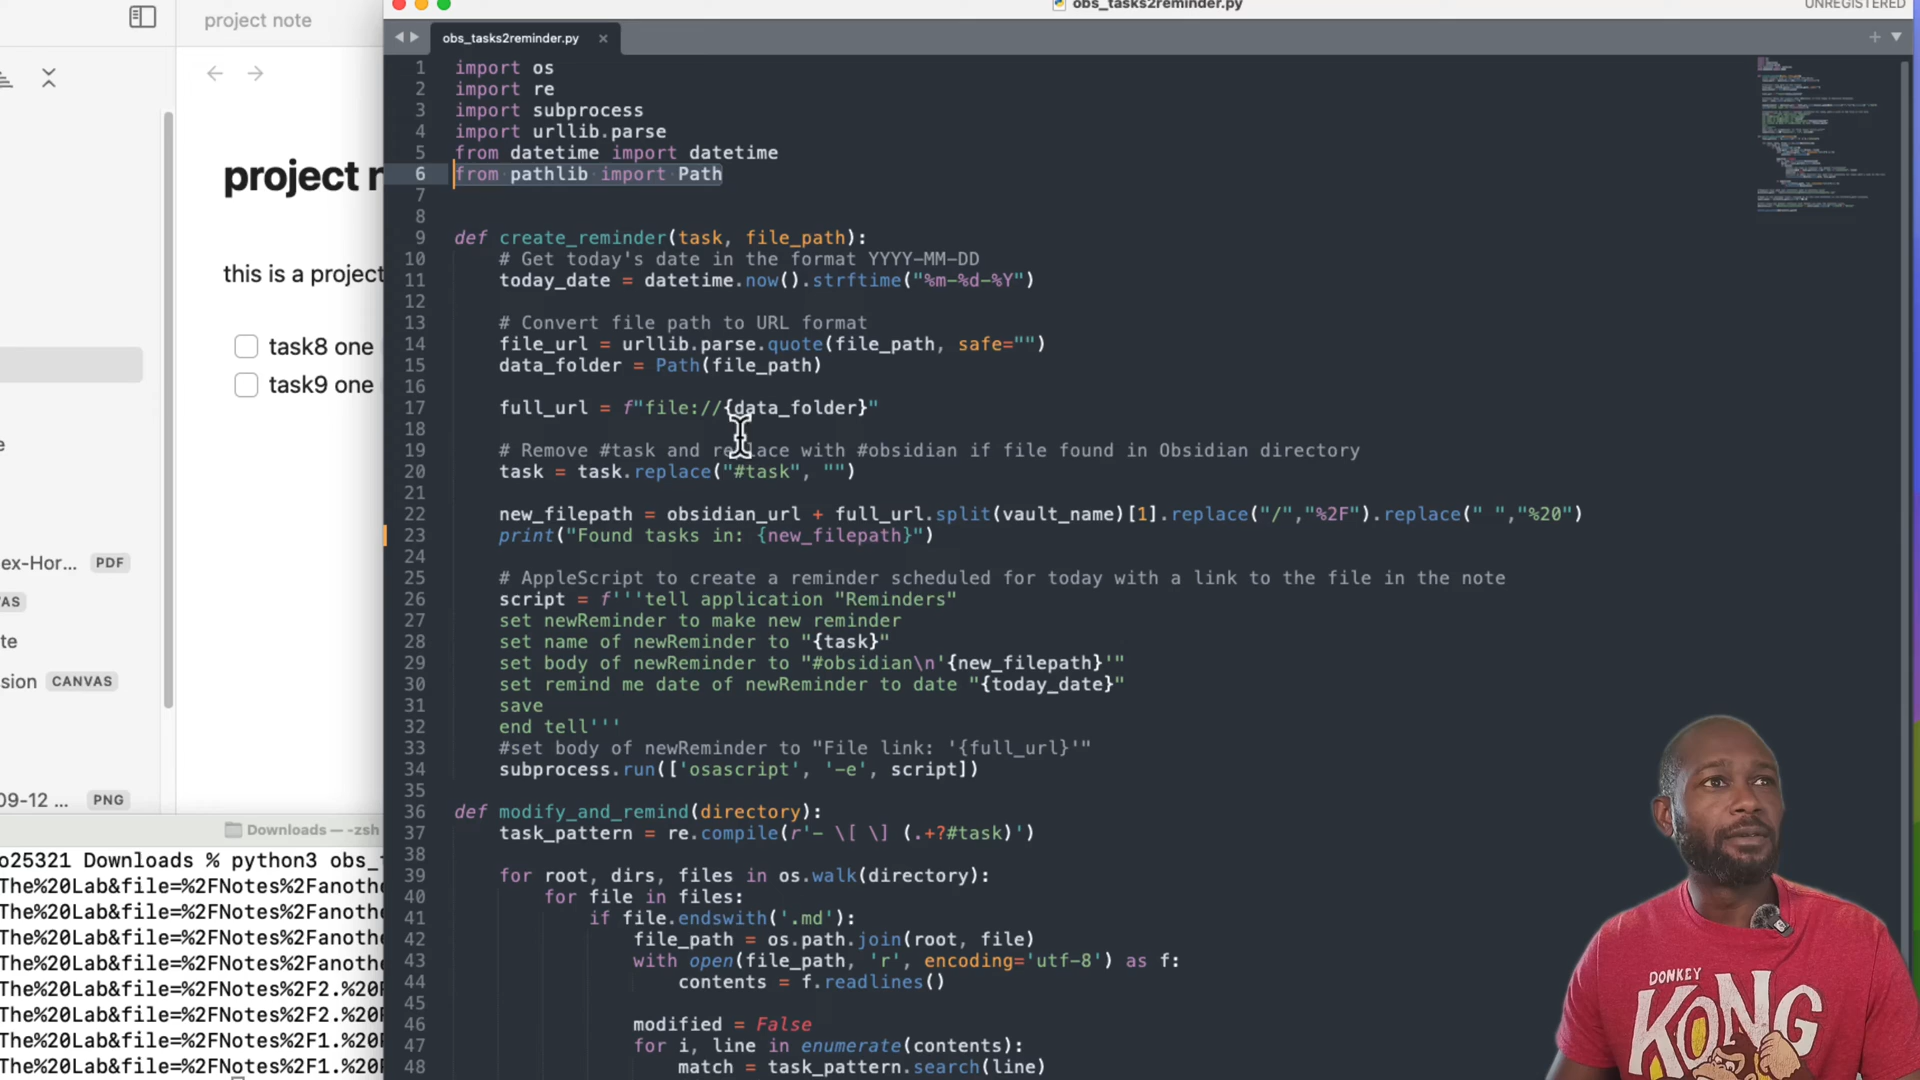 project note
obs_tasks2reminder.py
UNREGISTERED
obs_tasks2reminder.py
project n
this is a project
task8 one
task9 one
ex-Hor... PDF
AS
te
sion CANVAS
09-12 ... PNG
Downloads — -zsh
o25321 Downloads % python3 obs_
The%20Lab&file=%2FNotes%2Fanothe
The%20Lab&file=%2FNotes%2Fanothe
The%20Lab&file=%2FNotes%2Fanothe
The%20Lab&file=%2FNotes%2Fanothe
The%20Lab&file=%2FNotes%2F2.%20P
The%20Lab&file=%2FNotes%2F2.%20P
The%20Lab&file=%2FNotes%2F1.%20P
The%20Lab&file=%2FNotes%2F1.%20P
1 import os
2 import re
3 import subprocess
4 import urllib.parse
5 from datetime import datetime
6 from pathlib import Path
7
8
9 def create_reminder(task, file_path):
10 # Get today's date in the format YYYY-MM-DD
11 today_date = datetime.now().strftime("%m-%d-%Y")
12
13 # Convert file path to URL format
14 file_url = urllib.parse.quote(file_path, safe="")
15 data_folder = Path(file_path)
16
17 full_url = f"file://{data_folder}"
18
19 # Remove #task and replace with #obsidian if file found in Obsidian directory
20 task = task.replace("#task", "")
21
22 new_filepath = obsidian_url + full_url.split(vault_name)[1].replace("/","%2F").replace(" ","%20")
23 print("Found tasks in: {new_filepath}")
24
25 # AppleScript to create a reminder scheduled for today with a link to the file in the note
26 script = f'''tell application "Reminders"
27 set newReminder to make new reminder
28 set name of newReminder to "{task}"
29 set body of newReminder to "#obsidian\n'{new_filepath}'"
30 set remind me date of newReminder to date "{today_date}"
31 save
32 end tell'''
33 #set body of newReminder to "File link: '{full_url}'"
34 subprocess.run(['osascript', '-e', script])
35
36 def modify_and_remind(directory):
37 task_pattern = re.compile(r'- \[ \] (.+?#task)')
38
39 for root, dirs, files in os.walk(directory):
40 for file in files:
41 if file.endswith('.md'):
42 file_path = os.path.join(root, file)
43 with open(file_path, 'r', encoding='utf-8') as f:
44 contents = f.readlines()
45
46 modified = False
47 for i, line in enumerate(contents):
48 match = task_pattern.search(line)
DONKEY
KONG